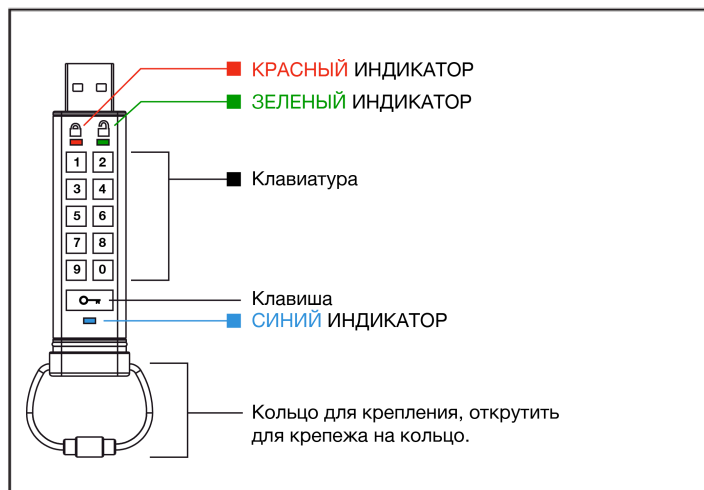 КРАСНЫЙ ИНДИКАТОР
ЗЕЛЕНЫЙ ИНДИКАТОР
1 2
3 4
Клавиатура
5 6
7 8
9 0
Клавиша
СИНИЙ ИНДИКАТОР
Кольцо для крепления, открутить
для крепежа на кольцо.